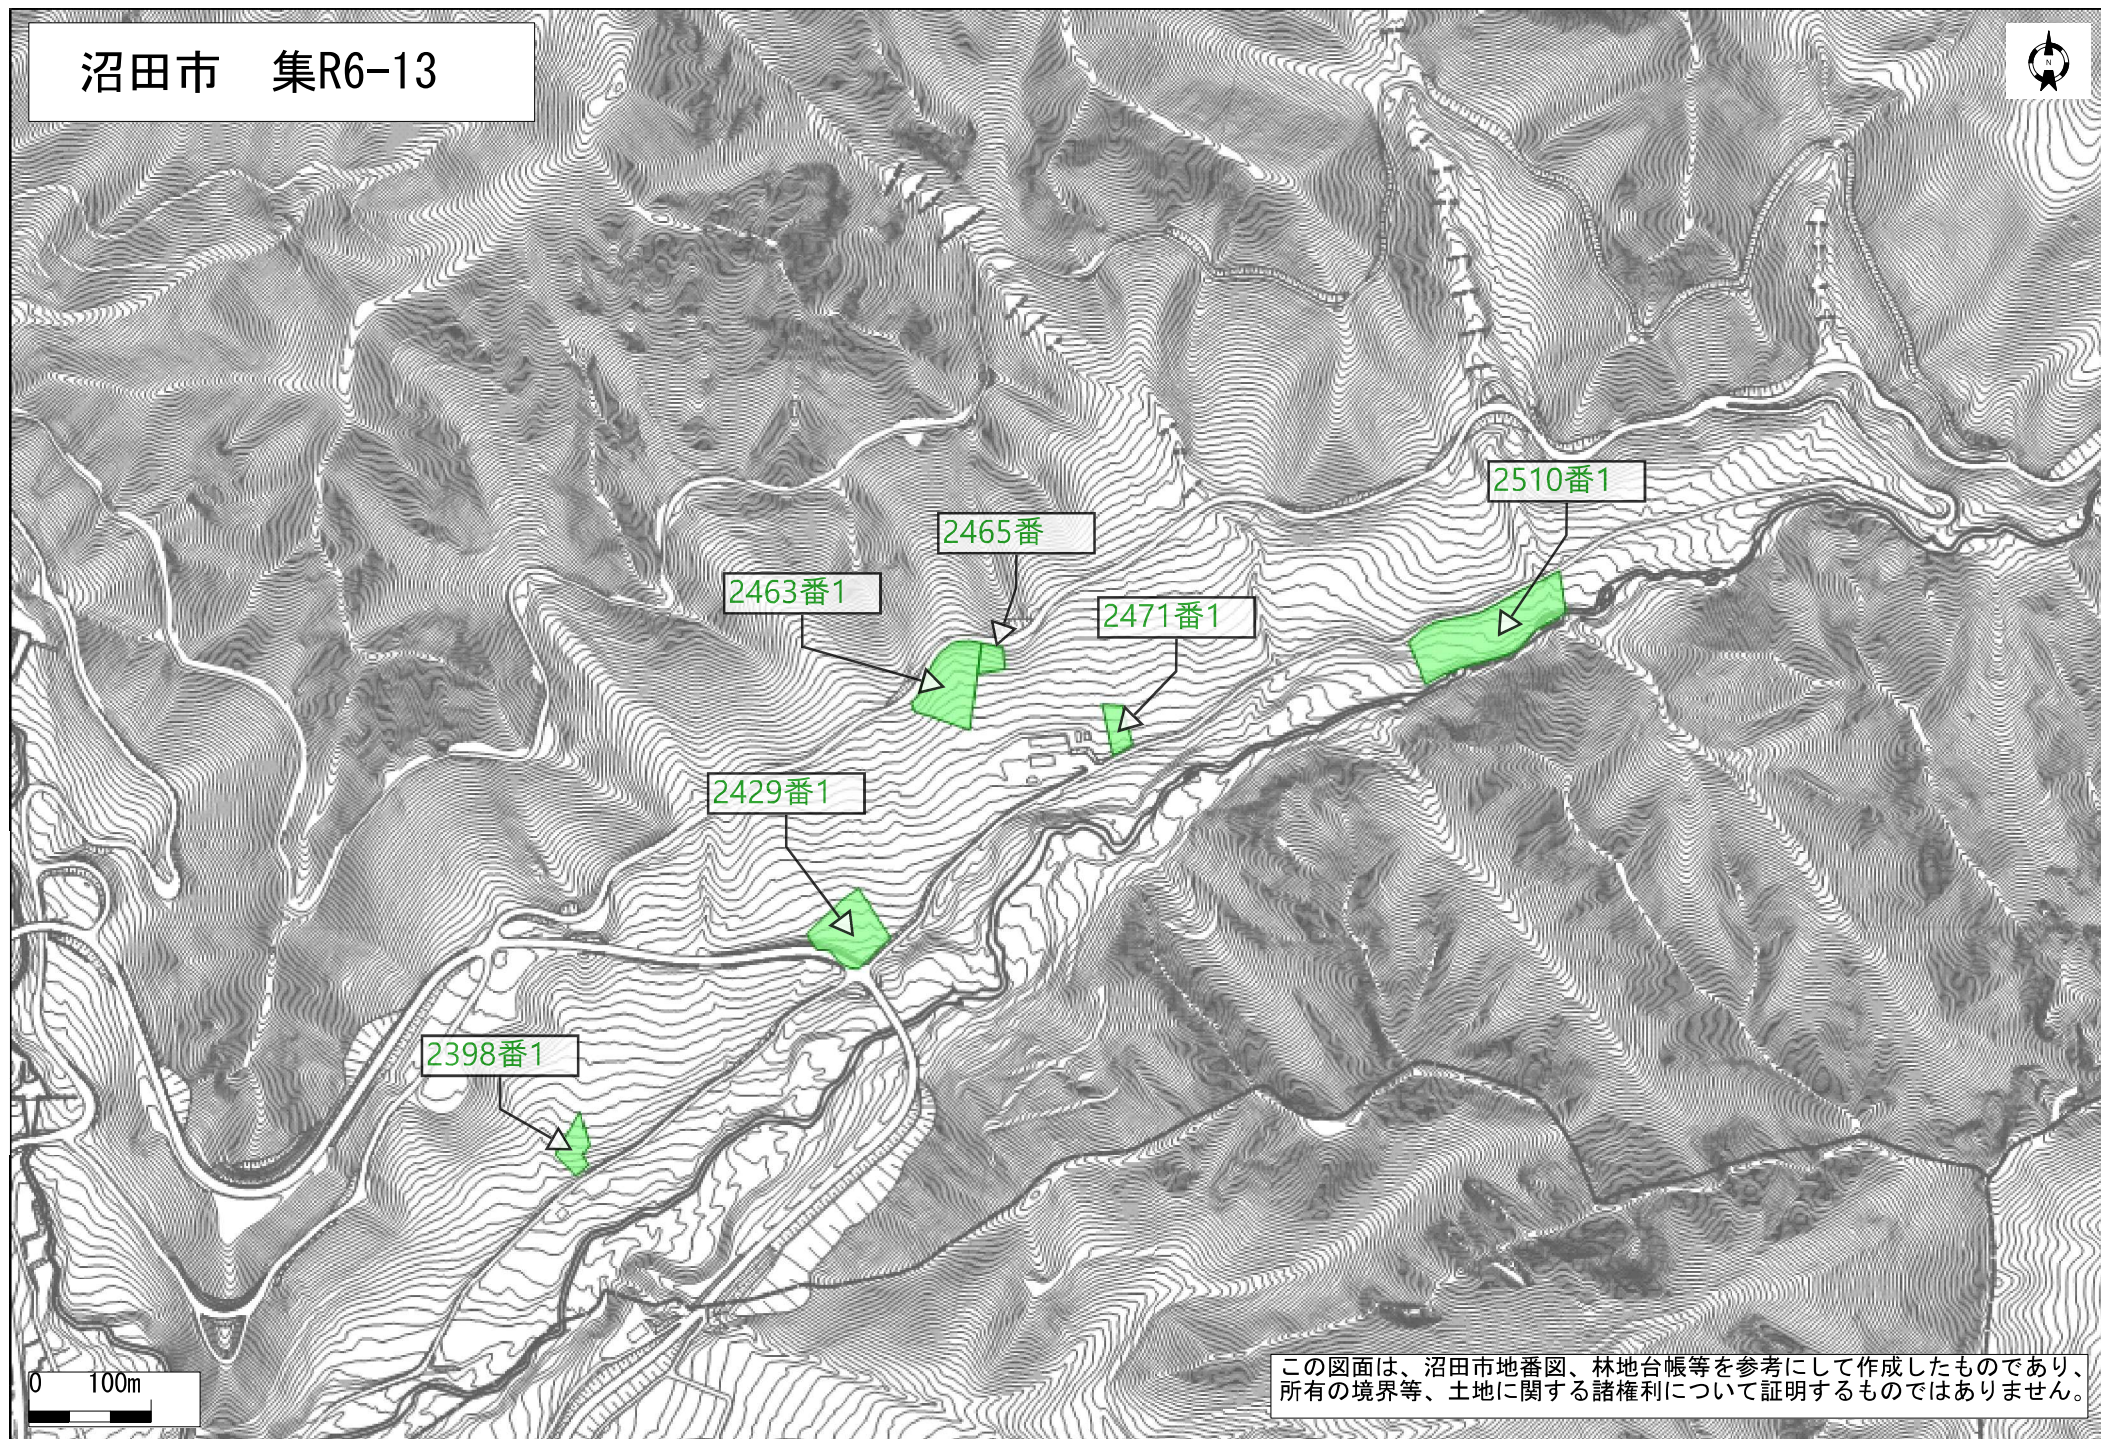 沼田市　集R6-13
N
2510番1
2465番
2463番1
2471番1
2429番1
2398番1
0 100m
この図面は、沼田市地番図、林地台帳等を参考にして作成したものであり、
所有の境界等、土地に関する諸権利について証明するものではありません。